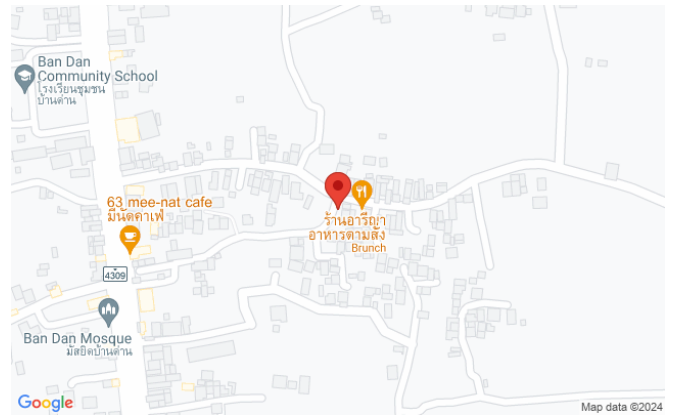 Ban Dan
Community School
โรงเรียนชุมชน
บ้านด่าน
63 mee-nat cafe
มีนัดคาเฟ่
ร้านอารีญา
อาหารตามสั่ง
Brunch
4309
Ban Dan Mosque
มัสยิดบ้านด่าน
Google
Map data ©2024